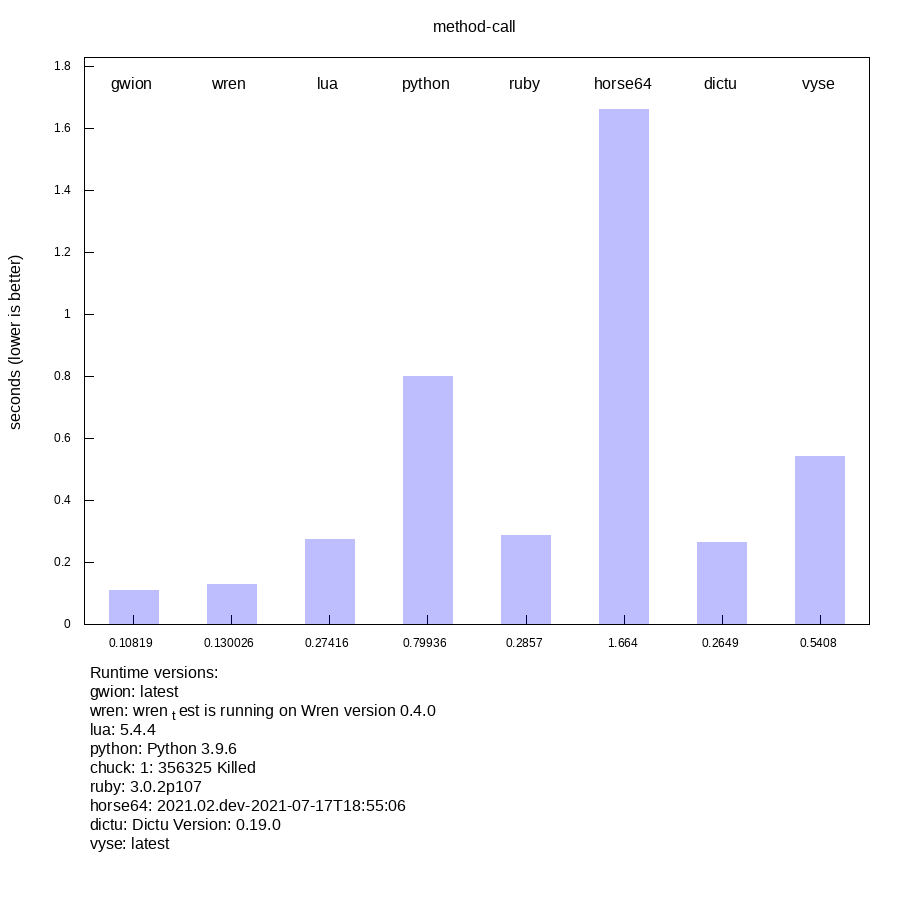 method-call
1.8
gwion wren lua python ruby horse64 dictu vyse
1.6
1.4
1.2
1
0.8
0.6
0.4
0.2
0
seconds (lower is better)
0.10819 0.130026 0.27416 0.79936 0.2857 1.664 0.2649 0.5408
Runtime versions:
gwion: latest
wren: wren t est is running on Wren version 0.4.0
lua: 5.4.4
python: Python 3.9.6
chuck: 1: 356325 Killed
ruby: 3.0.2p107
horse64: 2021.02.dev-2021-07-17T18:55:06
dictu: Dictu Version: 0.19.0
vyse: latest